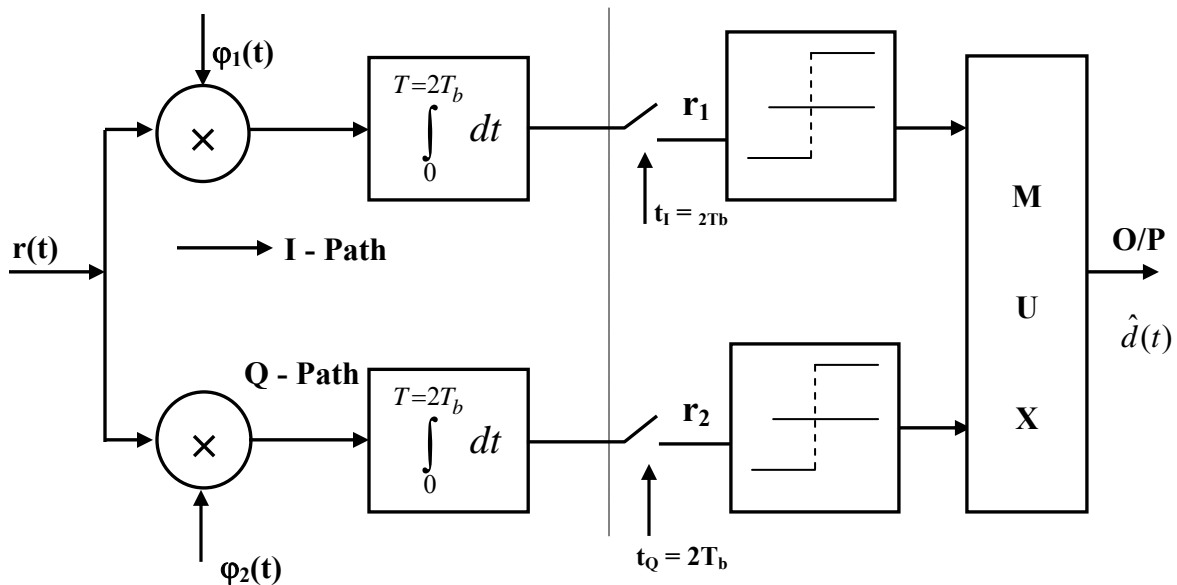 φ₁(t)
×
T=2T_b
∫ dt
0
r₁
t_I = 2Tb
r(t)
I - Path
M
U
X
O/P
d̂(t)
Q - Path
×
T=2T_b
∫ dt
0
r₂
t_Q = 2T_b
φ₂(t)